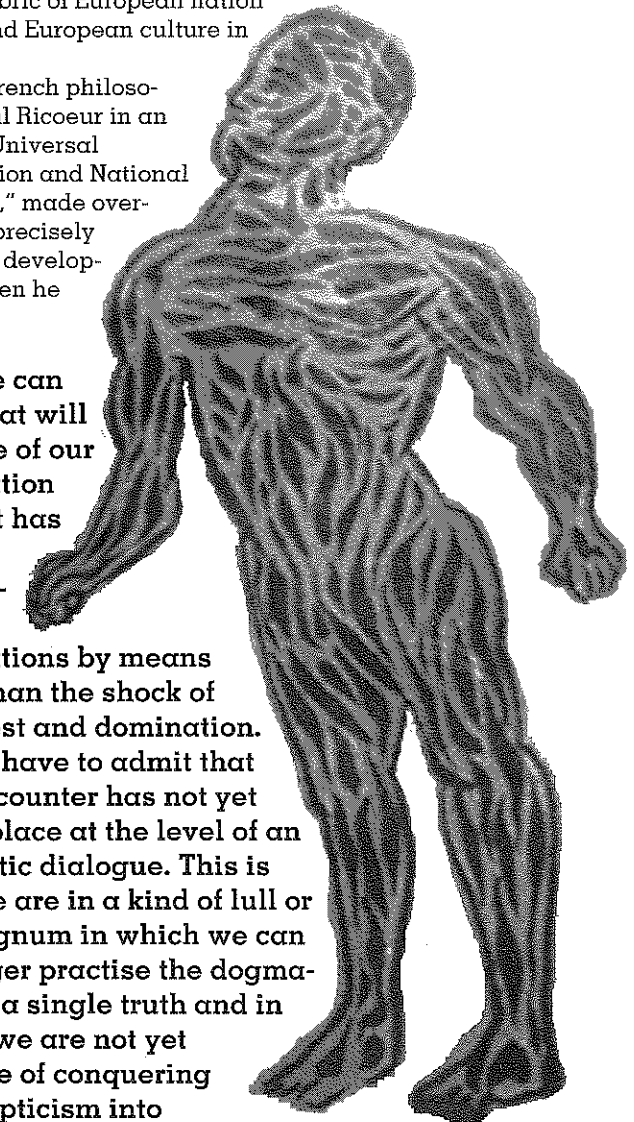 bric of European nation
nd European culture in
rench philoso-
l Ricoeur in an
Universal
ion and National
," made over-
precisely
develop-
en he
e can
at will
e of our
tion
t has
-
tions by means
han the shock of
est and domination.
have to admit that
counter has not yet
place at the level of an
tic dialogue. This is
e are in a kind of lull or
gnum in which we can
ger practise the dogma-
a single truth and in
we are not yet
e of conquering
pticism into